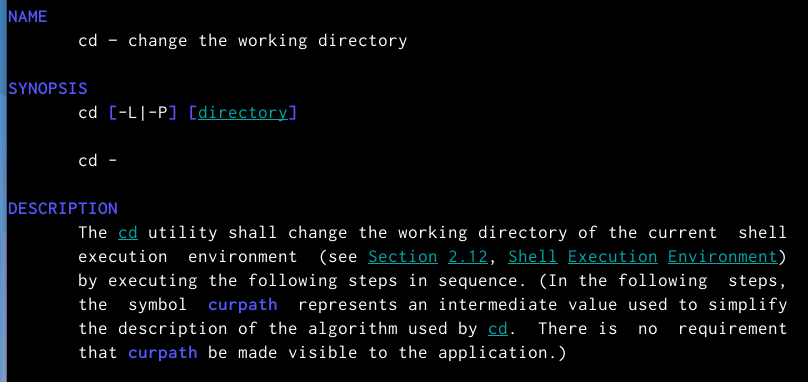 NAME
cd — change the working directory
SYNOPSIS
cd [-L|-P] [directory]
cd -
DESCRIPTION
The cd utility shall change the working directory of the current shell
execution environment (see Section 2.12, Shell Execution Environment)
by executing the following steps in sequence. (In the following steps,
the symbol curpath represents an intermediate value used to simplify
the description of the algorithm used by cd. There is no requirement
that curpath be made visible to the application.)